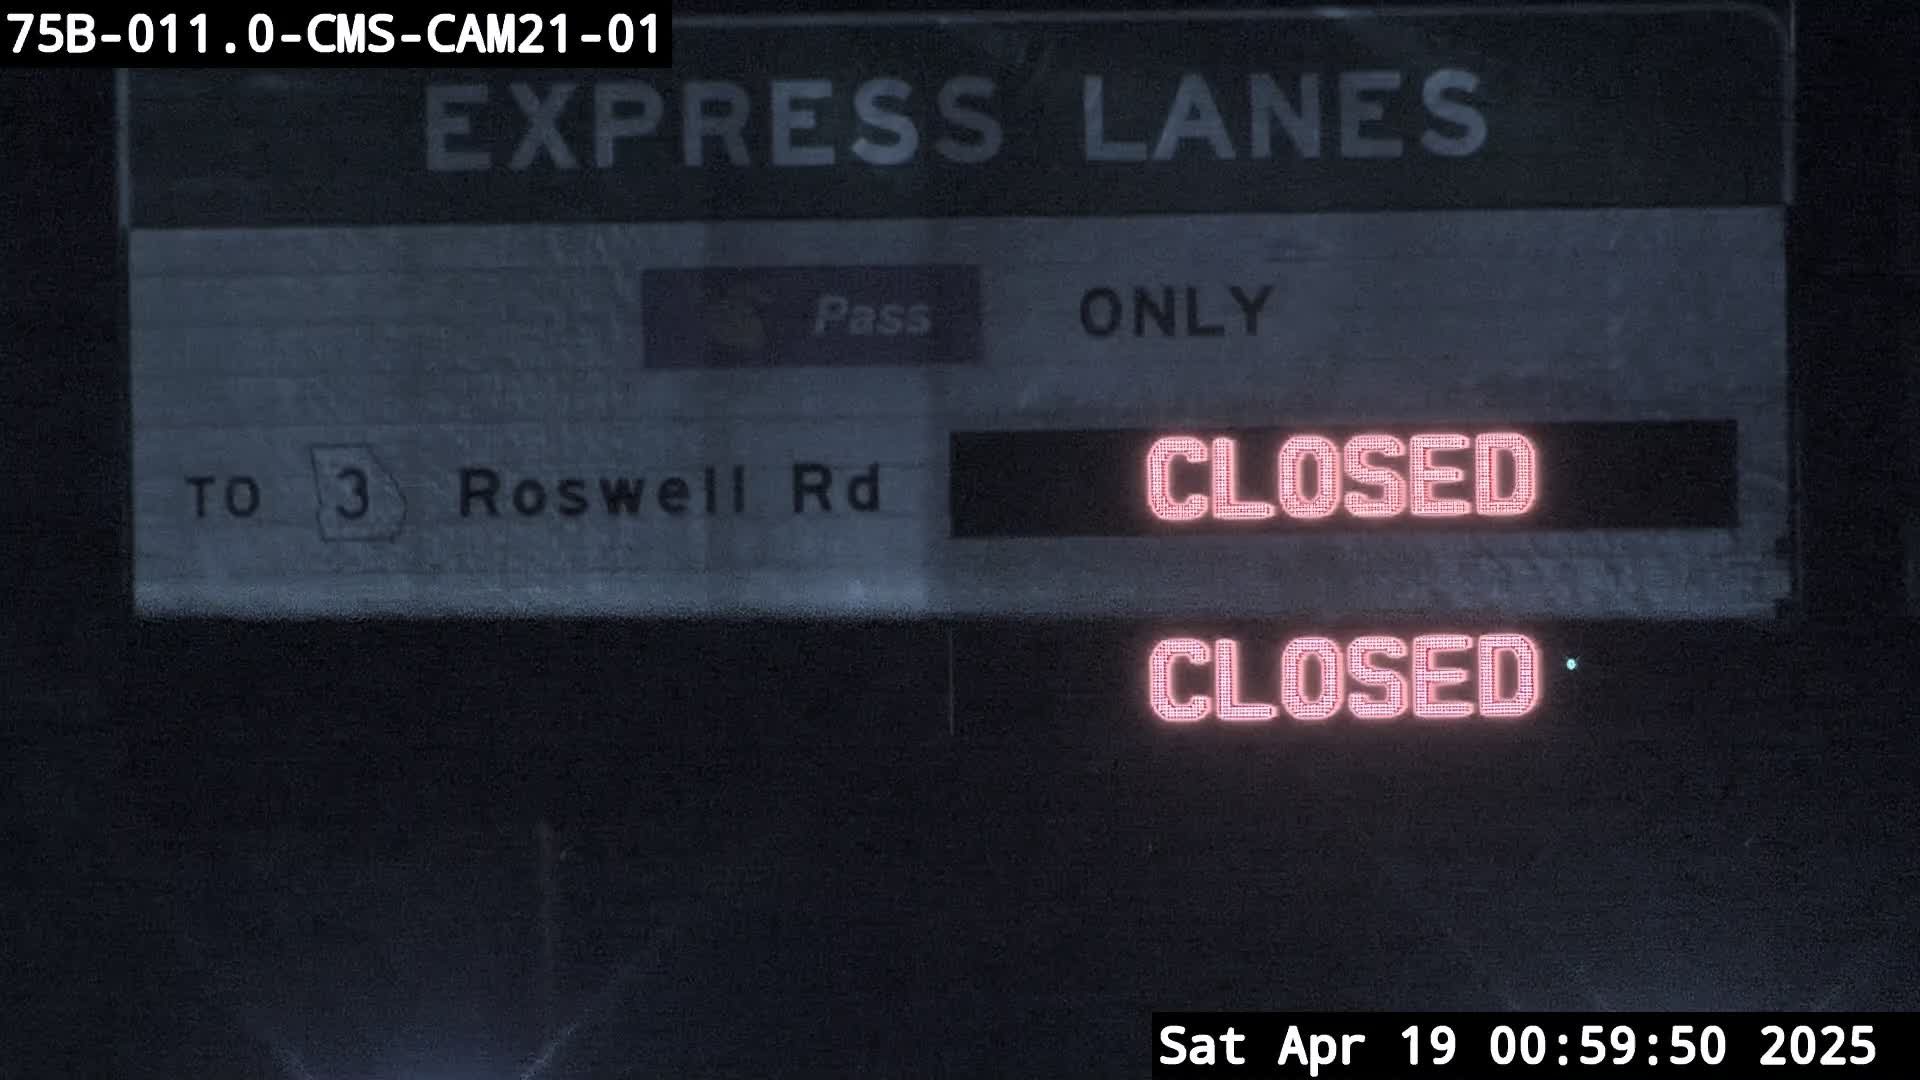 75B-011.0-CMS-CAM21-01
EXPRESS LANES
Pass ONLY
TO 3 Roswell Rd CLOSED
CLOSED
Sat Apr 19 00:59:50 2025